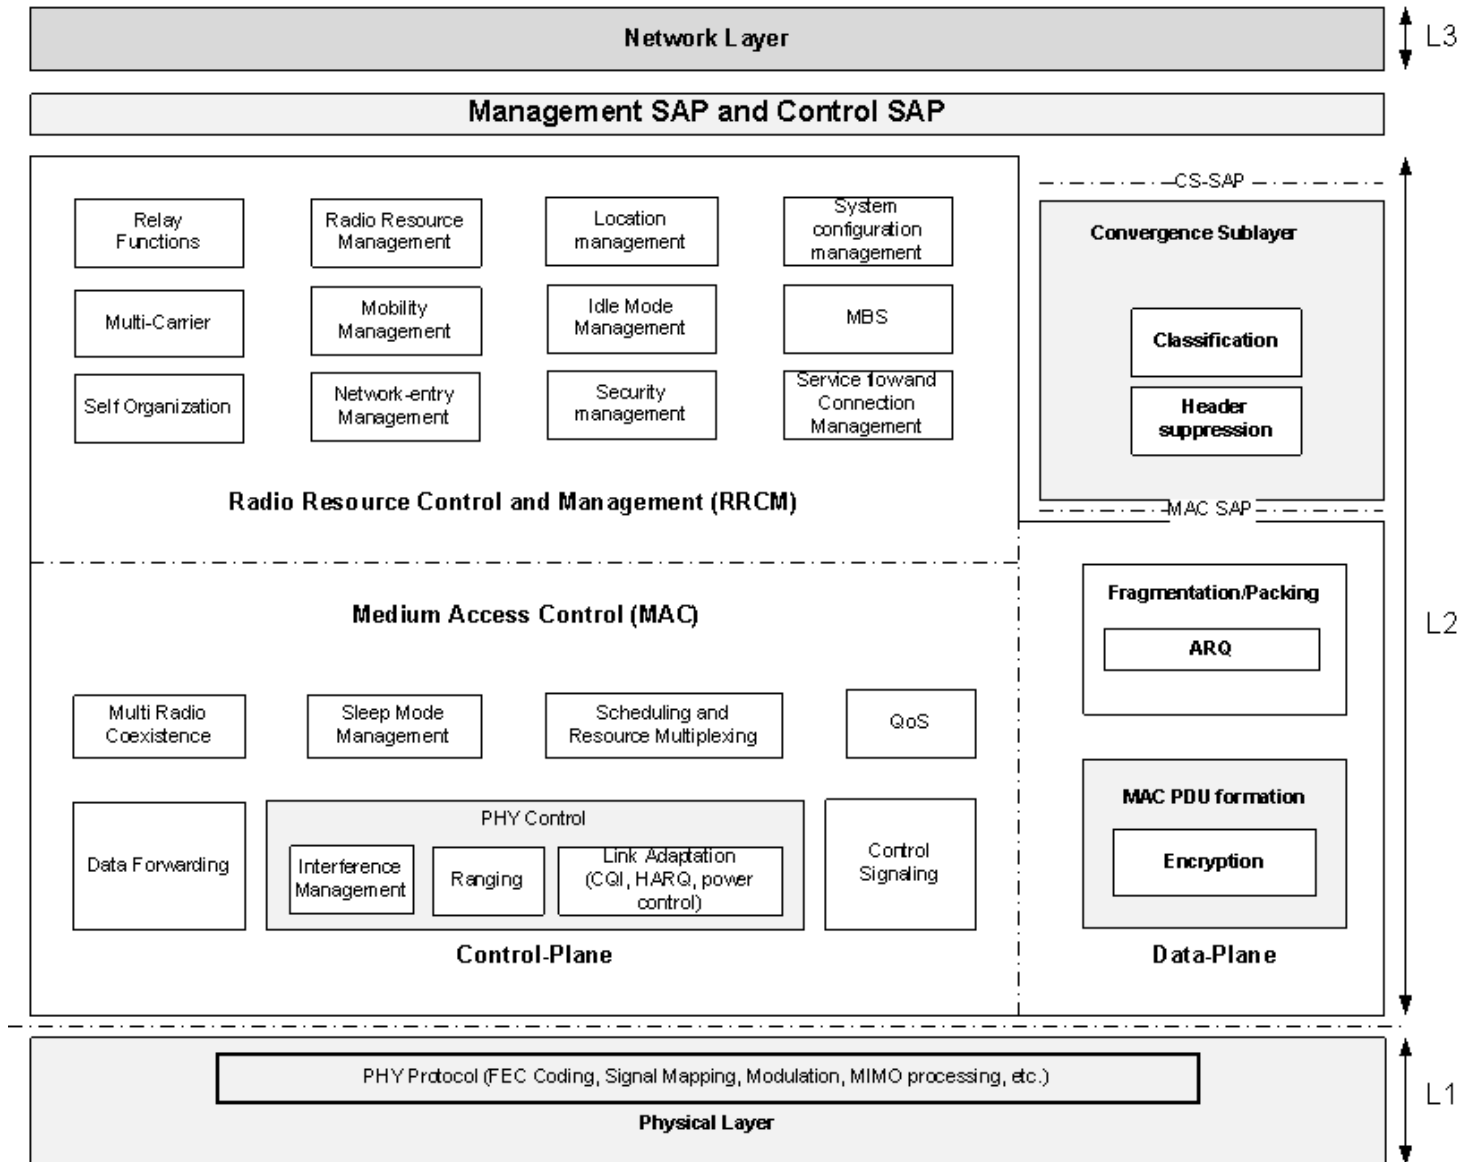 Network Layer
L3
Management SAP and Control SAP
CS-SAP
Relay
Functions
Radio Resource
Management
Location
management
System
configuration
management
Convergence Sublayer
Multi-Carrier
Mobility
Management
Idle Mode
Management
MBS
Classification
Self Organization
Network-entry
Management
Security
management
Service flowand
Connection
Management
Header
suppression
Radio Resource Control and Management (RRCM)
MAC SAP
Medium Access Control (MAC)
Fragmentation/Packing
ARQ
L2
Multi Radio
Coexistence
Sleep Mode
Management
Scheduling and
Resource Multiplexing
QoS
Data Forwarding
PHY Control
Interference
Management
Ranging
Link Adaptation
(CQI, HARQ, power
control)
Control
Signaling
MAC PDU formation
Encryption
Control-Plane
Data-Plane
PHY Protocol (FEC Coding, Signal Mapping, Modulation, MIMO processing, etc.)
Physical Layer
L1